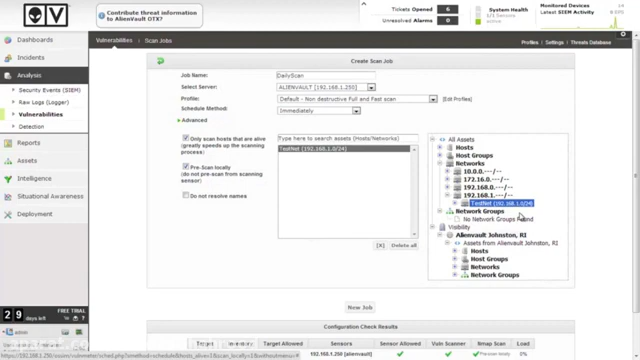 Contribute threat information
to AlienVault OTX?
Tickets Opened 6
Unresolved Alarms 0
System Health
Monitored Devices
Latest SIEM Activity
Dashboards
Incidents
Analysis
Security Events (SIEM)
Raw Logs (Logger)
Vulnerabilities
Detection
Reports
Assets
Intelligence
Situational Awareness
Deployment
29 days left
FREE TRIAL
admin
Vulnerabilities Scan Jobs
Profiles | Settings | Threats Database
Create Scan Job
Job Name: DailyScan
Select Server: ALIENVAULT [192.168.1.250]
Profile: Default - Non destructive Full and Fast scan [Edit Profiles]
Schedule Method: Immediately
Advanced
Only scan hosts that are alive
(greatly speeds up the scanning
process)
Pre-Scan locally
(do not pre-scan from scanning
sensor)
Do not resolve names
Type here to search assets (Hosts/Networks)
TestNet (192.168.1.0/24)
[X] Delete all
All Assets
Hosts
Host Groups
Networks
10.0.0.---/--
172.16.0.---/--
192.168.0.---/--
192.168.1.---/--
TestNet (192.168.1.0/24)
Network Groups
No Network Groups Found
Visibility
Alienvault Johnston, RI
Assets from Alienvault Johnston, RI
Hosts
Host Groups
Networks
Network Groups
New Job
Configuration Check Results
Target Inventory Target Allowed Sensors Sensor Allowed Vuln Scanner Nmap Scan Load
192.168.1.250 [alienvault] 0%